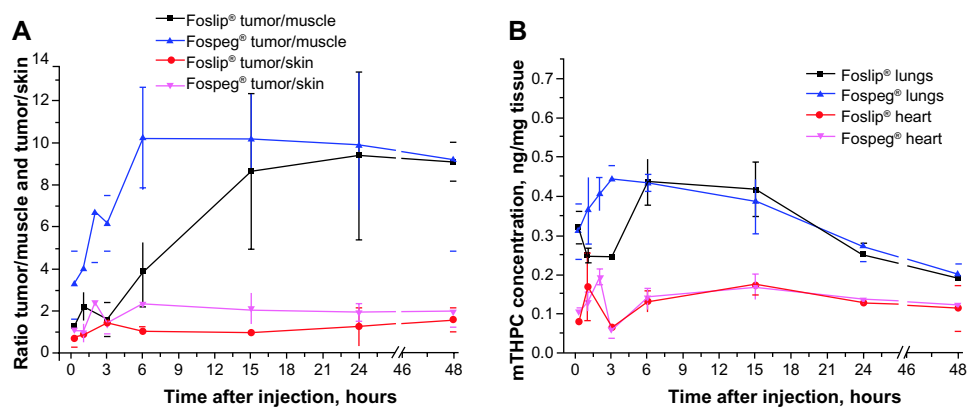 A
Foslip® tumor/muscle
Fospeg® tumor/muscle
Foslip® tumor/skin
Fospeg® tumor/skin
Ratio tumor/muscle and tumor/skin
14
12
10
8
6
4
2
0
0 3 6 9 12 15 18 21 24 46 48
Time after injection, hours
B
Foslip® lungs
Fospeg® lungs
Foslip® heart
Fospeg® heart
mTHPC concentration, ng/mg tissue
0.7
0.6
0.5
0.4
0.3
0.2
0.1
0.0
0 3 6 9 12 15 18 21 24 46 48
Time after injection, hours